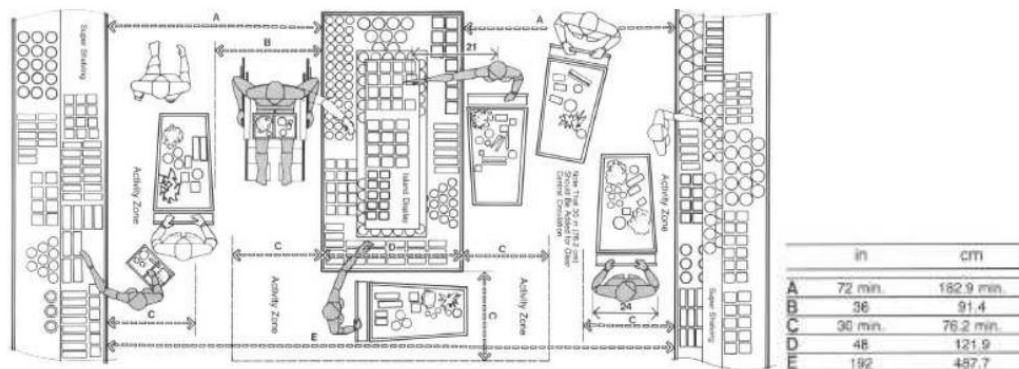 A
A
B
21
Super Shelving
Activity Zone
Island Display
Note That 30 in (76.2 cm)
Should Be Added for Clear
Central Circulation
Activity Zone
C
D
C
Activity Zone
C
Activity Zone
24
C
C
E
Super Shelving
in cm
A 72 min. 182.9 min.
B 36 91.4
C 30 min. 76.2 min.
D 48 121.9
E 192 487.7